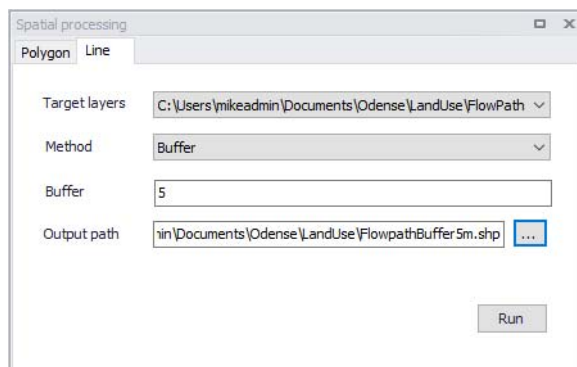 Spatial processing
Polygon Line
Target layers C:\Users\mikeadmin\Documents\Odense\LandUse\FlowPath
Method Buffer
Buffer 5
Output path \Documents\Odense\LandUse\FlowpathBuffer5m.shp ...
Run